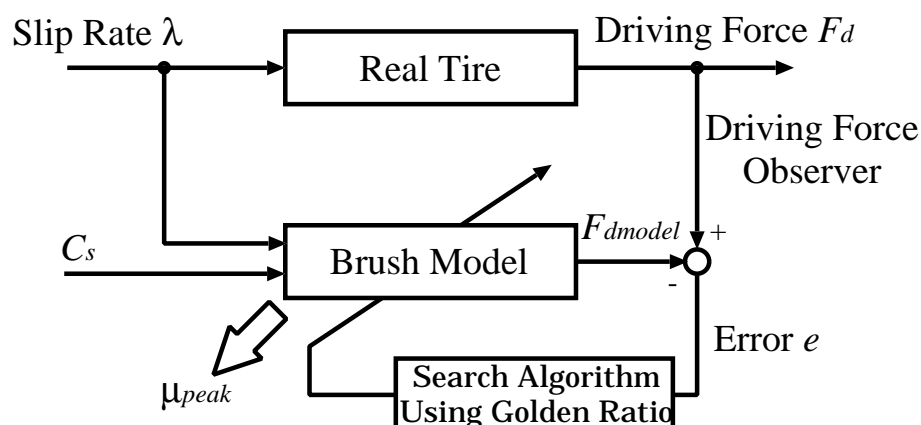 Slip Rate λ
Real Tire
Driving Force Fd
Driving Force
Observer
Cs
Brush Model
Fdmodel
+
-
Error e
μpeak
Search Algorithm
Using Golden Ratio